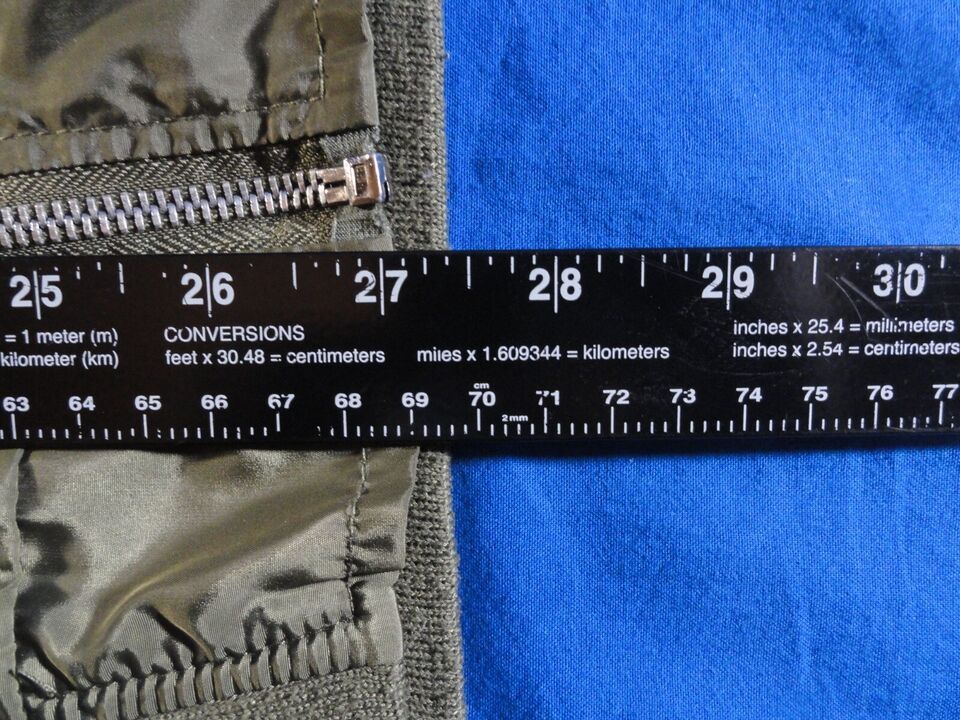 25 26 27 28 29 30
= 1 meter (m) CONVERSIONS inches x 25.4 = millimeters
kilometer (km) feet x 30.48 = centimeters miles x 1.609344 = kilometers inches x 2.54 = centimeters
cm
63 64 65 66 67 68 69 70 71 72 73 74 75 76 77
2 mm